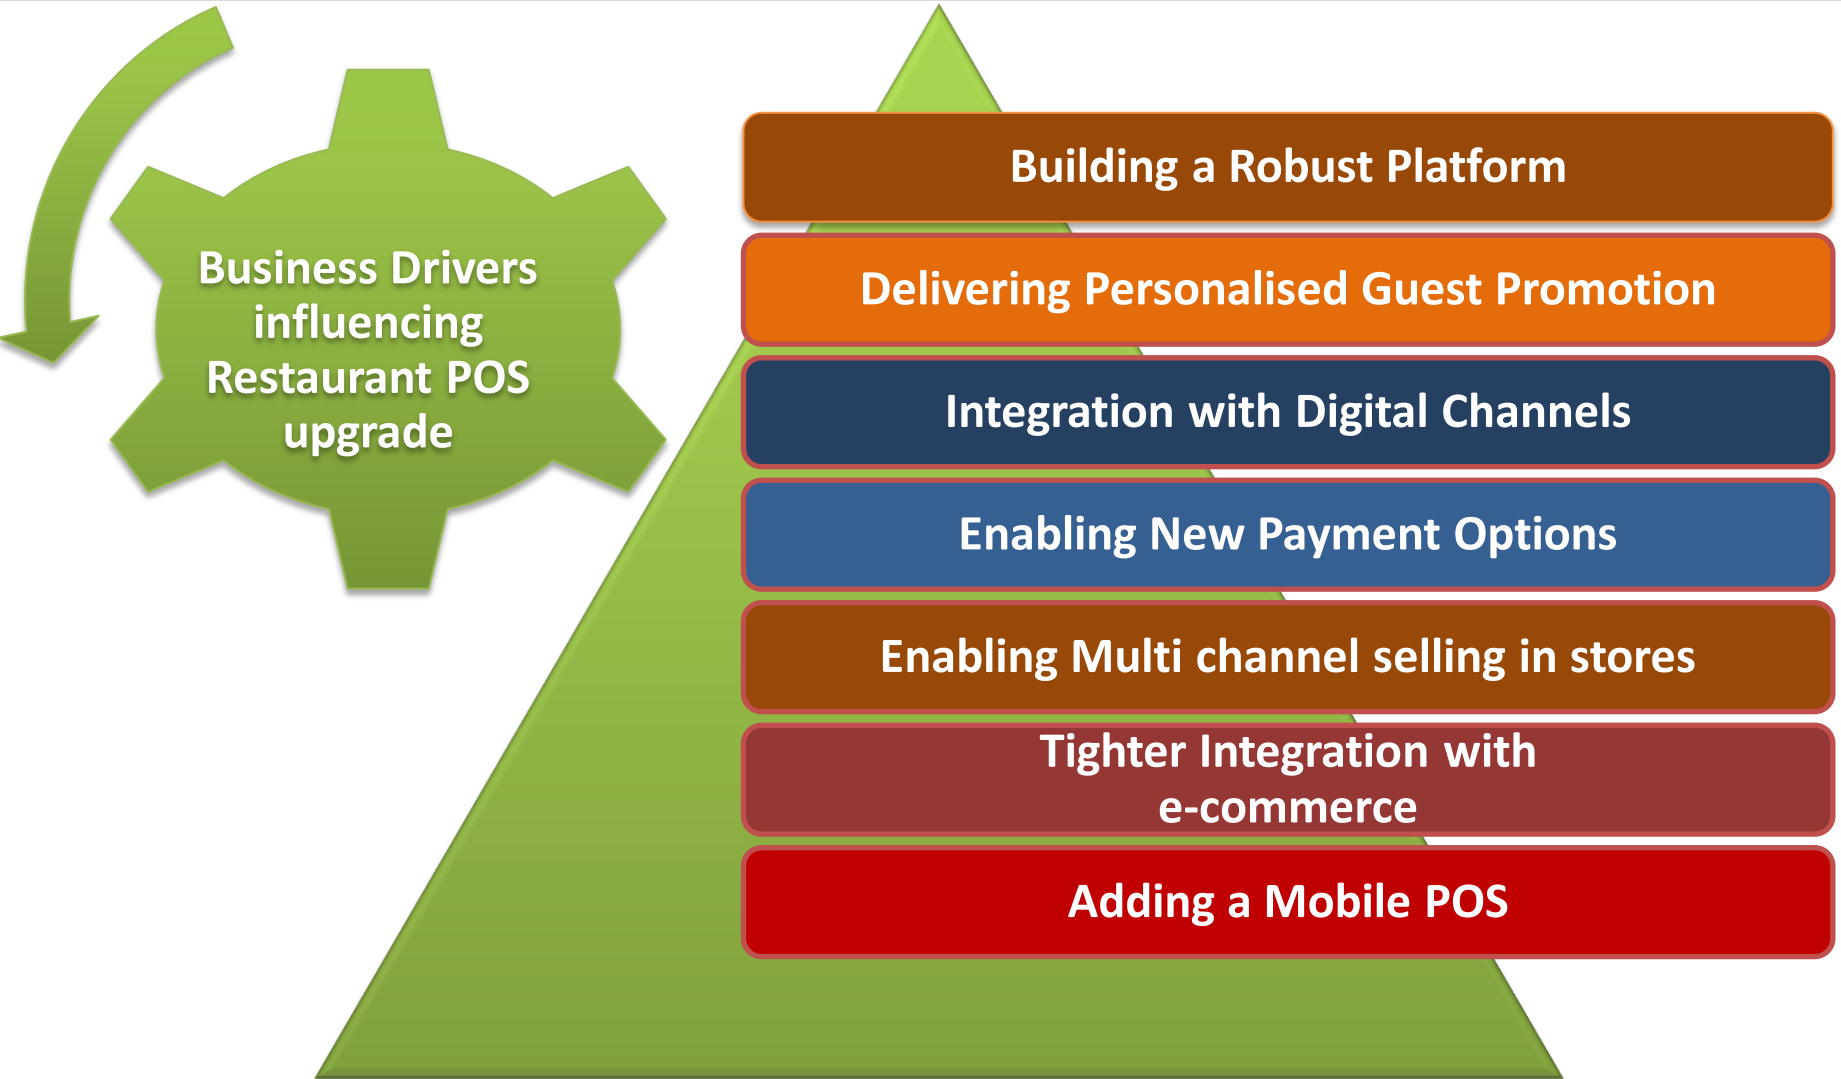 Business Drivers
influencing
Restaurant POS
upgrade
Building a Robust Platform
Delivering Personalised Guest Promotion
Integration with Digital Channels
Enabling New Payment Options
Enabling Multi channel selling in stores
Tighter Integration with
e-commerce
Adding a Mobile POS